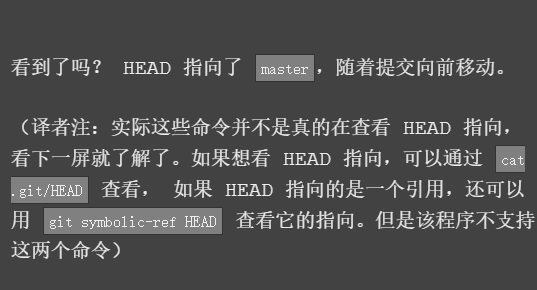 看到了吗？ HEAD 指向了 master，随着提交向前移动。
（译者注：实际这些命令并不是真的在查看 HEAD 指向，
看下一屏就了解了。如果想看 HEAD 指向，可以通过 cat
.git/HEAD 查看， 如果 HEAD 指向的是一个引用，还可以
用 git symbolic-ref HEAD 查看它的指向。但是该程序不支持
这两个命令）